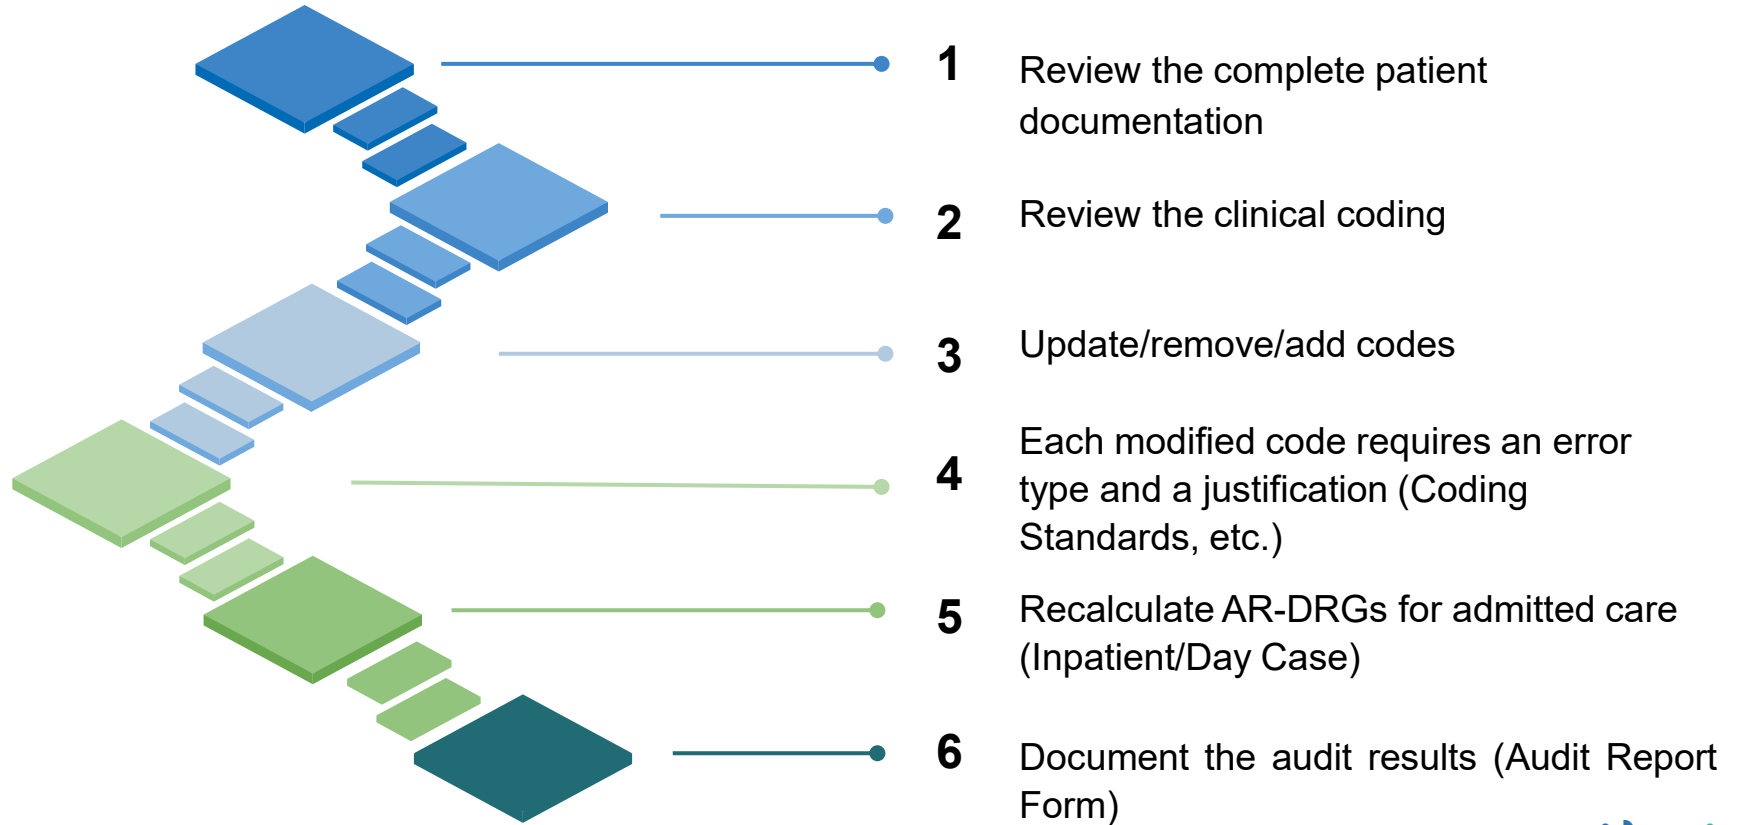 1
Review the complete patient
documentation
2
Review the clinical coding
3
Update/remove/add codes
4
Each modified code requires an error
type and a justification (Coding
Standards, etc.)
5
Recalculate AR-DRGs for admitted care
(Inpatient/Day Case)
6
Document the audit results (Audit Report
Form)